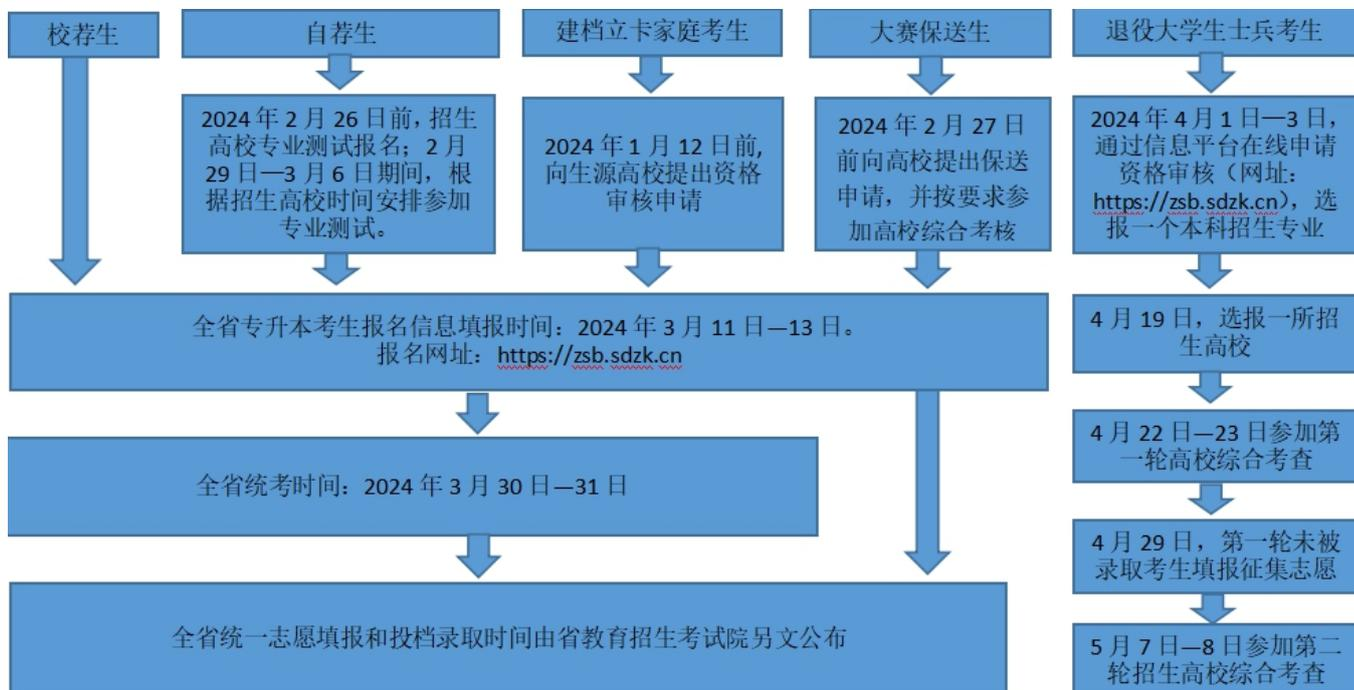 校荐生
自荐生
建档立卡家庭考生
大赛保送生
退役大学生士兵考生
2024 年 2 月 26 日前，招生
高校专业测试报名；2 月
29 日—3 月 6 日期间，根
据招生高校时间安排参加
专业测试。
2024 年 1 月 12 日前,
向生源高校提出资格
审核申请
2024 年 2 月 27 日
前向高校提出保送
申请，并按要求参
加高校综合考核
2024 年 4 月 1 日—3 日，
通过信息平台在线申请
资格审核（网址：
https://zsb.sdzk.cn），选
报一个本科招生专业
全省专升本考生报名信息填报时间：2024 年 3 月 11 日—13 日。
报名网址：https://zsb.sdzk.cn
4 月 19 日，选报一所招
生高校
全省统考时间：2024 年 3 月 30 日—31 日
4 月 22 日—23 日参加第
一轮高校综合考查
4 月 29 日，第一轮未被
录取考生填报征集志愿
全省统一志愿填报和投档录取时间由省教育招生考试院另文公布
5 月 7 日—8 日参加第二
轮招生高校综合考查